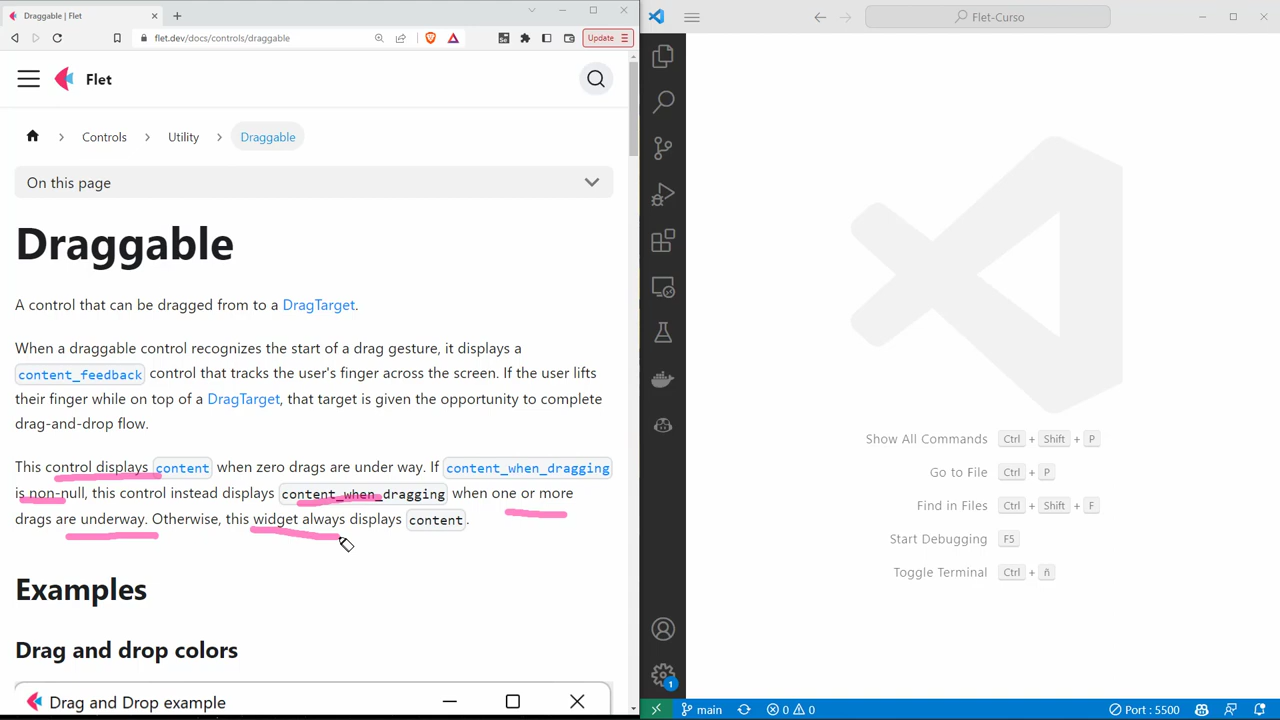 Draggable | Flet
flet.dev/docs/controls/draggable
Update
Flet
Controls
Utility
Draggable
On this page
Draggable
A control that can be dragged from to a DragTarget.
When a draggable control recognizes the start of a drag gesture, it displays a
content_feedback control that tracks the user's finger across the screen. If the user lifts
their finger while on top of a DragTarget, that target is given the opportunity to complete
drag-and-drop flow.
This control displays content when zero drags are under way. If content_when_dragging
is non-null, this control instead displays content_when_dragging when one or more
drags are underway. Otherwise, this widget always displays content.
Examples
Drag and drop colors
Drag and Drop example
Flet-Curso
Show All Commands Ctrl + Shift + P
Go to File Ctrl + K
Find in Files Ctrl + Shift + F
Start Debugging F5
Toggle Terminal Ctrl + ñ
1
main
0 0
Port : 5500